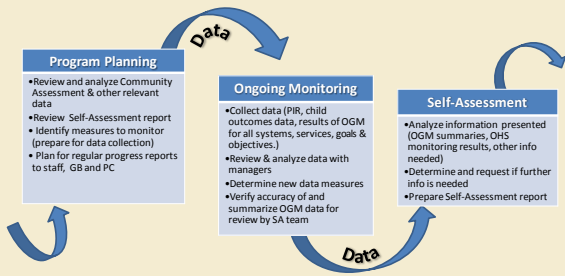 Data
Program Planning
•Review and analyze Community
Assessment & other relevant
data
•Review Self-Assessment report
• Identify measures to monitor
(prepare for data collection)
• Plan for regular progress reports
to staff, GB and PC
Ongoing Monitoring
•Collect data (PIR, child
outcomes data, results of OGM
for all systems, services, goals &
objectives.)
•Review & analyze data with
managers
•Determine new data measures
•Verify accuracy of and
summarize OGM data for
review by SA team
Self-Assessment
•Analyze information presented
(OGM summaries, OHS
monitoring results, other info
needed)
•Determine and request if further
info is needed
•Prepare Self-Assessment report
Data